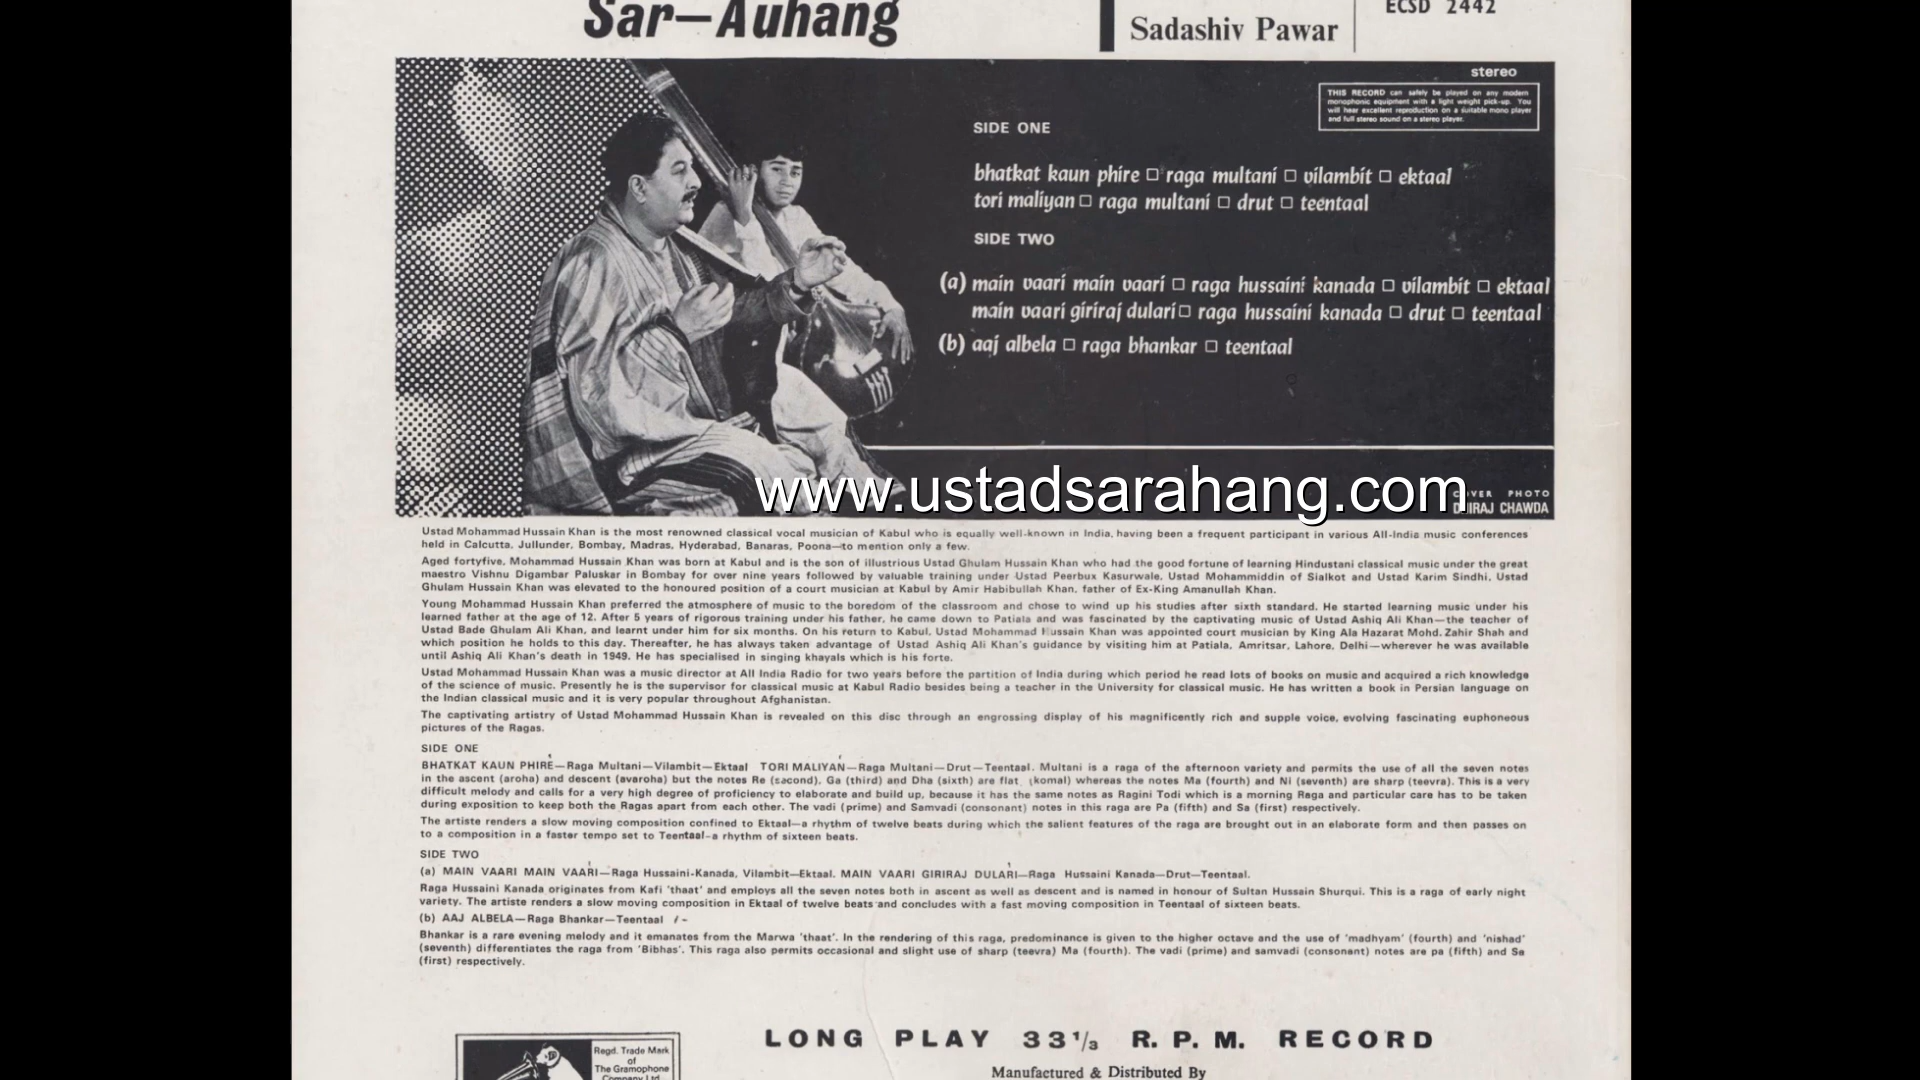 Sar—Auhang
Sadashiv Pawar
ECSD 2442
stereo
THIS RECORD can safely be played on any modern
monophonic equipment with a light weight pick-up. You
will hear excellent reproduction on a suitable mono player
and full stereo sound on a stereo player.
SIDE ONE
bhatkat kaun phire □ raga multani □ vilambit □ ektaal
tori maliyan □ raga multani □ drut □ teentaal
SIDE TWO
(a) main vaari main vaari □ raga hussaini kanada □ vilambit □ ektaal
main vaari giriraj dulari □ raga hussaini kanada □ drut □ teentaal
(b) aaj albela □ raga bhankar □ teentaal
www.ustadsarahang.com
PHOTO
CHAWDA
Ustad Mohammad Hussain Khan is the most renowned classical vocal musician of Kabul who is equally well-known in India, having been a frequent participant in various All-India music conferences
held in Calcutta, Jullunder, Bombay, Madras, Hyderabad, Banaras, Poona—to mention only a few.
Aged fortyfive, Mohammad Hussain Khan was born at Kabul and is the son of illustrious Ustad Ghulam Hussain Khan who had the good fortune of learning Hindustani classical music under the great
maestro Vishnu Digambar Paluskar in Bombay for over nine years followed by valuable training under Ustad Peerbux Kasurwale, Ustad Mohammiddin of Sialkot and Ustad Karim Sindhi, Ustad
Ghulam Hussain Khan was elevated to the honoured position of a court musician at Kabul by Amir Habibullah Khan, father of Ex-King Amanullah Khan.
Young Mohammad Hussain Khan preferred the atmosphere of music to the boredom of the classroom and chose to wind up his studies after sixth standard. He started learning music under his
learned father at the age of 12. After 5 years of rigorous training under his father, he came down to Patiala and was fascinated by the captivating music of Ustad Ashiq Ali Khan—the teacher of
Ustad Bade Ghulam Ali Khan, and learnt under him for six months. On his return to Kabul, Ustad Mohammad Hussain Khan was appointed court musician by King Ala Hazarat Mohd. Zahir Shah and
which position he holds to this day. Thereafter, he has always taken advantage of Ustad Ashiq Ali Khan's guidance by visiting him at Patiala, Amritsar, Lahore, Delhi—wherever he was available
until Ashiq Ali Khan's death in 1949. He has specialised in singing khayals which is his forte.
Ustad Mohammad Hussain Khan was a music director at All India Radio for two years before the partition of India during which period he read lots of books on music and acquired a rich knowledge
of the science of music. Presently he is the supervisor for classical music at Kabul Radio besides being a teacher in the University for classical music. He has written a book in Persian language on
the Indian classical music and it is very popular throughout Afghanistan.
The captivating artistry of Ustad Mohammad Hussain Khan is revealed on this disc through an engrossing display of his magnificently rich and supple voice, evolving fascinating euphoneous
pictures of the Ragas.
SIDE ONE
BHATKAT KAUN PHIRE—Raga Multani—Vilambit—Ektaal TORI MALIYAN—Raga Multani—Drut—Teentaal. Multani is a raga of the afternoon variety and permits the use of all the seven notes
in the ascent (aroha) and descent (avaroha) but the notes Re (second), Ga (third) and Dha (sixth) are flat (komal) whereas the notes Ma (fourth) and Ni (seventh) are sharp (teevra). This is a very
difficult melody and calls for a very high degree of proficiency to elaborate and build up, because it has the same notes as Ragini Todi which is a morning Raga and particular care has to be taken
during exposition to keep both the Ragas apart from each other. The vadi (prime) and Samvadi (consonant) notes in this raga are Pa (fifth) and Sa (first) respectively.
The artiste renders a slow moving composition confined to Ektaal—a rhythm of twelve beats during which the salient features of the raga are brought out in an elaborate form and then passes on
to a composition in a faster tempo set to Teentaal-a rhythm of sixteen beats.
SIDE TWO
(a) MAIN VAARI MAIN VAARI—Raga Hussaini-Kanada, Vilambit—Ektaal. MAIN VAARI GIRIRAJ DULARI—Raga Hussaini Kanada—Drut—Teentaal.
Raga Hussaini Kanada originates from Kafi 'thaat' and employs all the seven notes both in ascent as well as descent and is named in honour of Sultan Hussain Shurqui. This is a raga of early night
variety. The artiste renders a slow moving composition in Ektaal of twelve beats and concludes with a fast moving composition in Teentaal of sixteen beats.
(b) AAJ ALBELA—Raga Bhankar—Teentaal
Bhankar is a rare evening melody and it emanates from the Marwa 'thaat'. In the rendering of this raga, predominance is given to the higher octave and the use of 'madhyam' (fourth) and 'nishad'
(seventh) differentiates the raga from 'Bibhas'. This raga also permits occasional and slight use of sharp (teevra) Ma (fourth). The vadi (prime) and samvadi (consonant) notes are pa (fifth) and Sa
(first) respectively.
LONG PLAY 33 1/3 R. P. M. RECORD
Regd. Trade Mark
of
The Gramophone
Company Ltd.
Manufactured & Distributed By